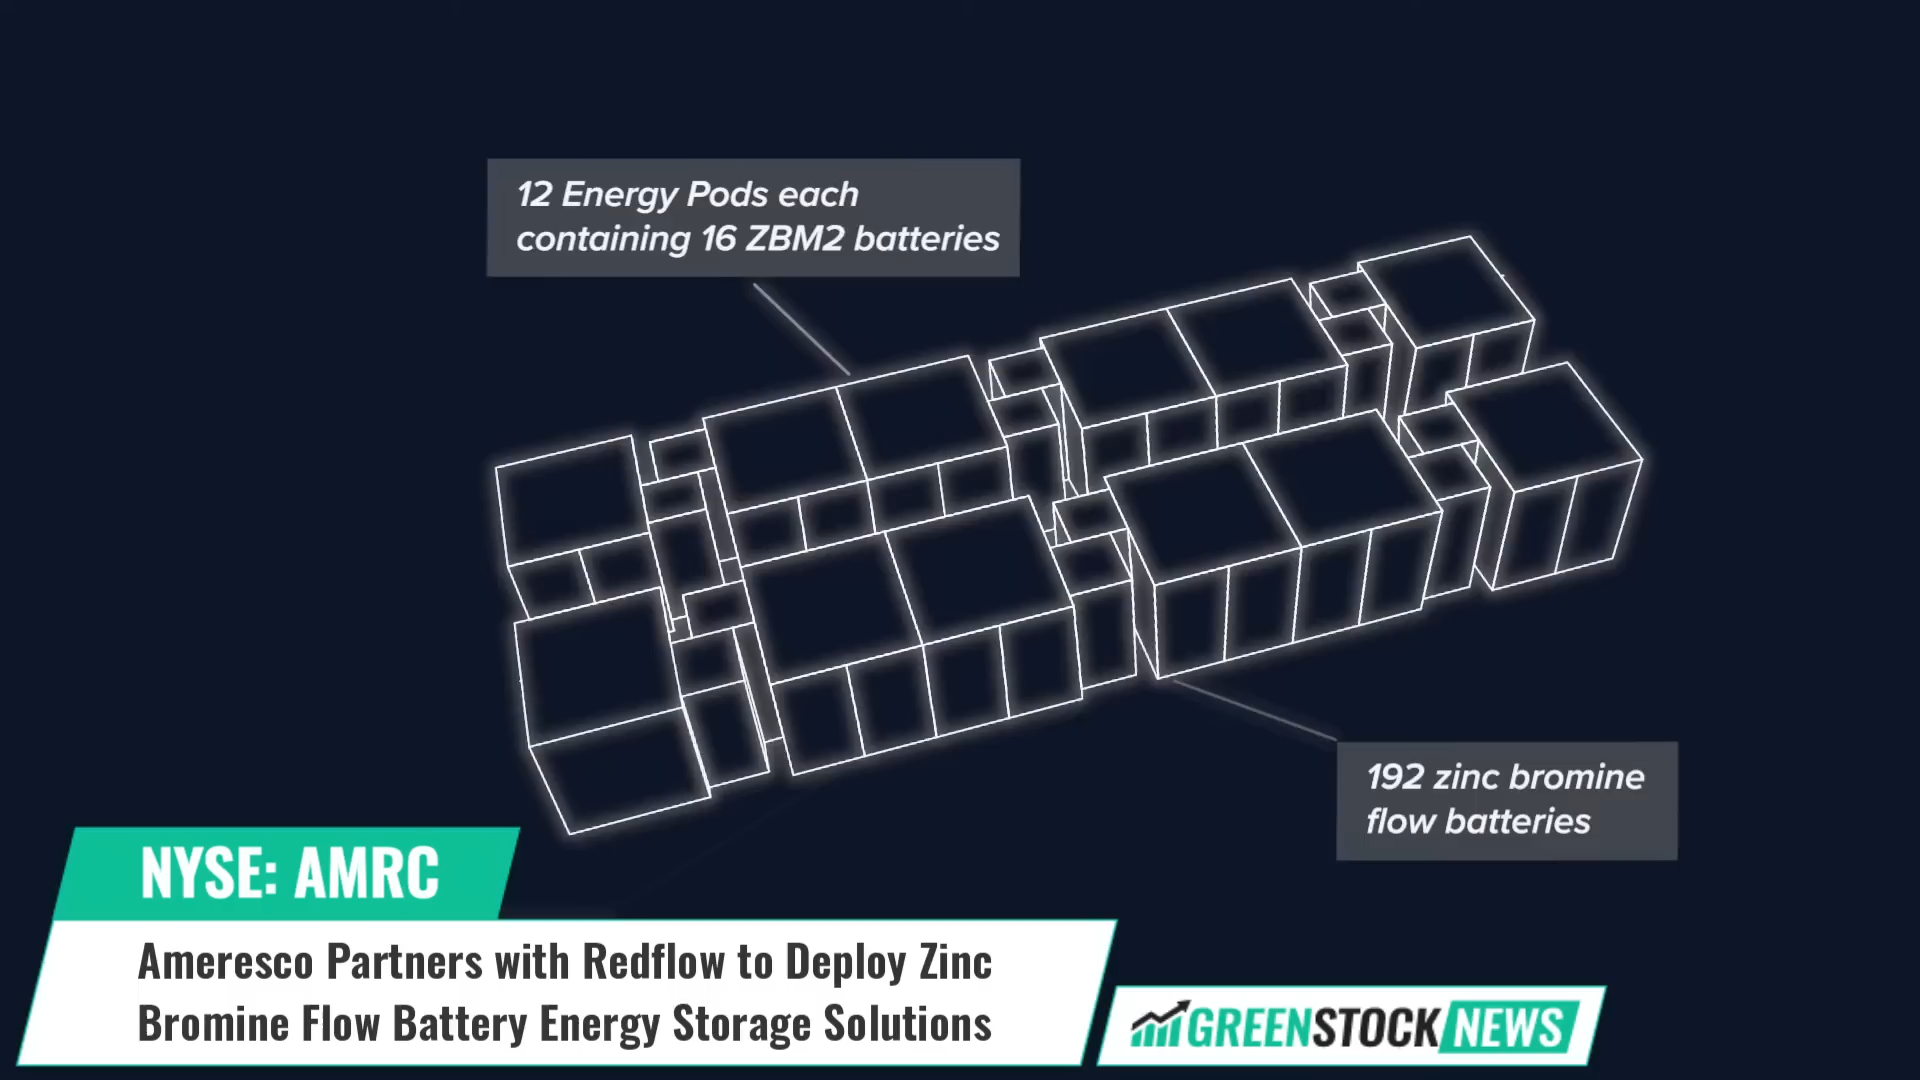 12 Energy Pods each
containing 16 ZBM2 batteries
192 zinc bromine
flow batteries
NYSE: AMRC
Ameresco Partners with Redflow to Deploy Zinc
Bromine Flow Battery Energy Storage Solutions
GREENSTOCK NEWS